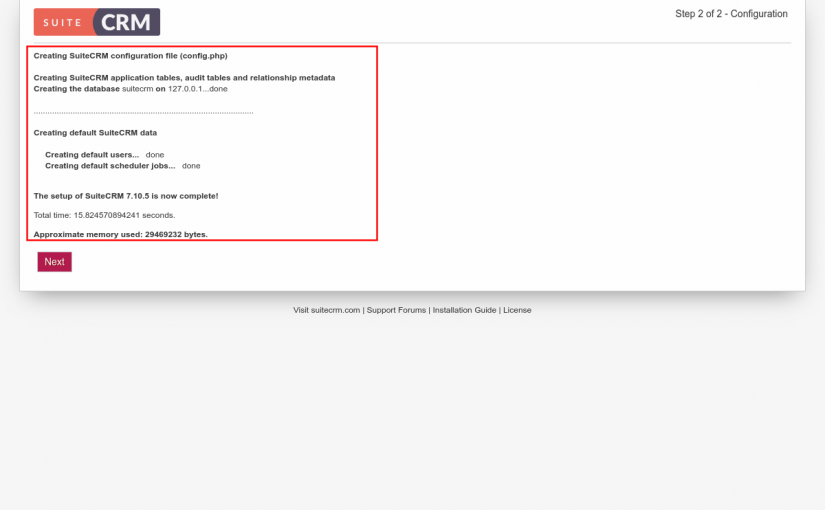 SUITE CRM
Step 2 of 2 - Configuration
Creating SuiteCRM configuration file (config.php)
Creating SuiteCRM application tables, audit tables and relationship metadata
Creating the database suitecrm on 127.0.0.1...done
................................................................................................
Creating default SuiteCRM data
Creating default users... done
Creating default scheduler jobs... done
The setup of SuiteCRM 7.10.5 is now complete!
Total time: 15.824570894241 seconds.
Approximate memory used: 29469232 bytes.
Next
Visit suitecrm.com | Support Forums | Installation Guide | License